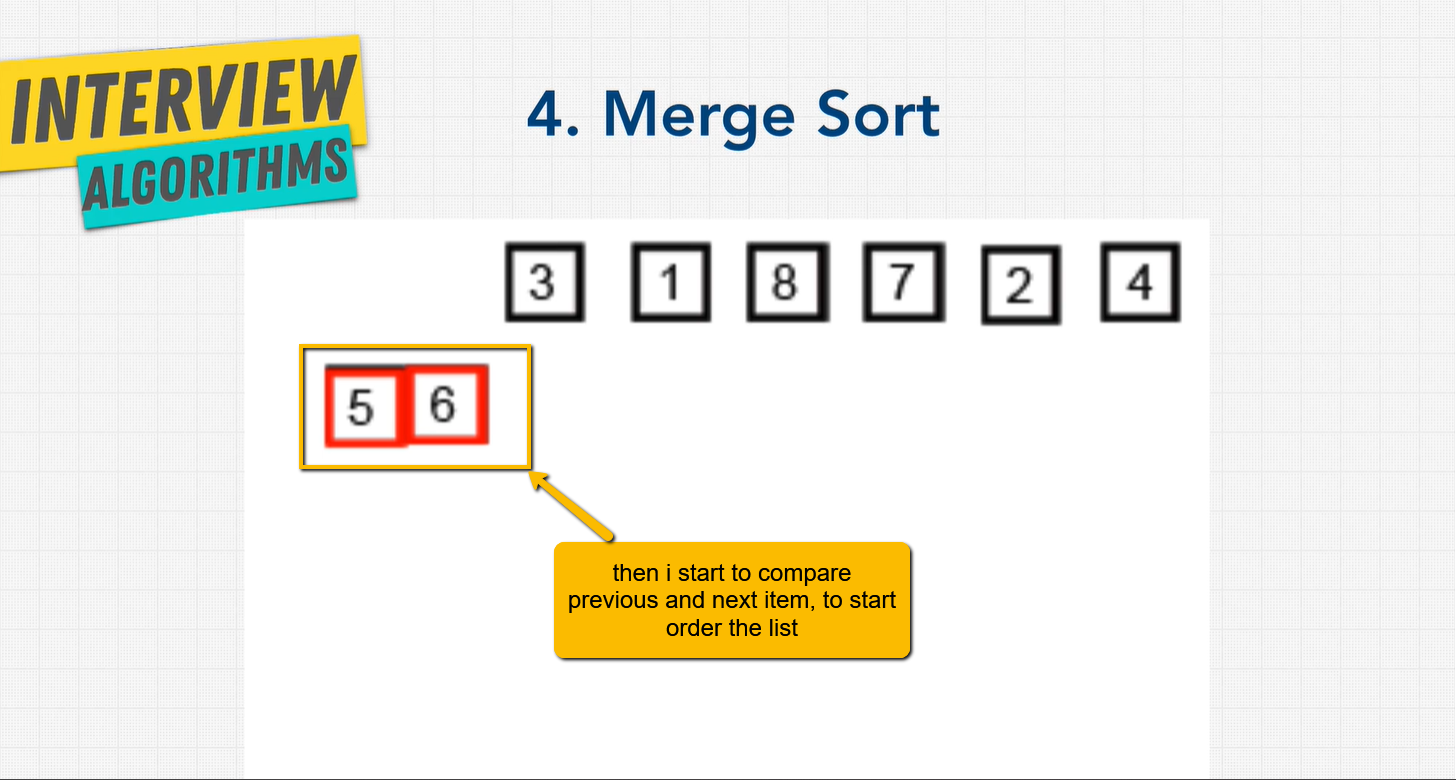 INTERVIEW
ALGORITHMS
4. Merge Sort
3 1 8 7 2 4
5 6
then i start to compare
previous and next item, to start
order the list